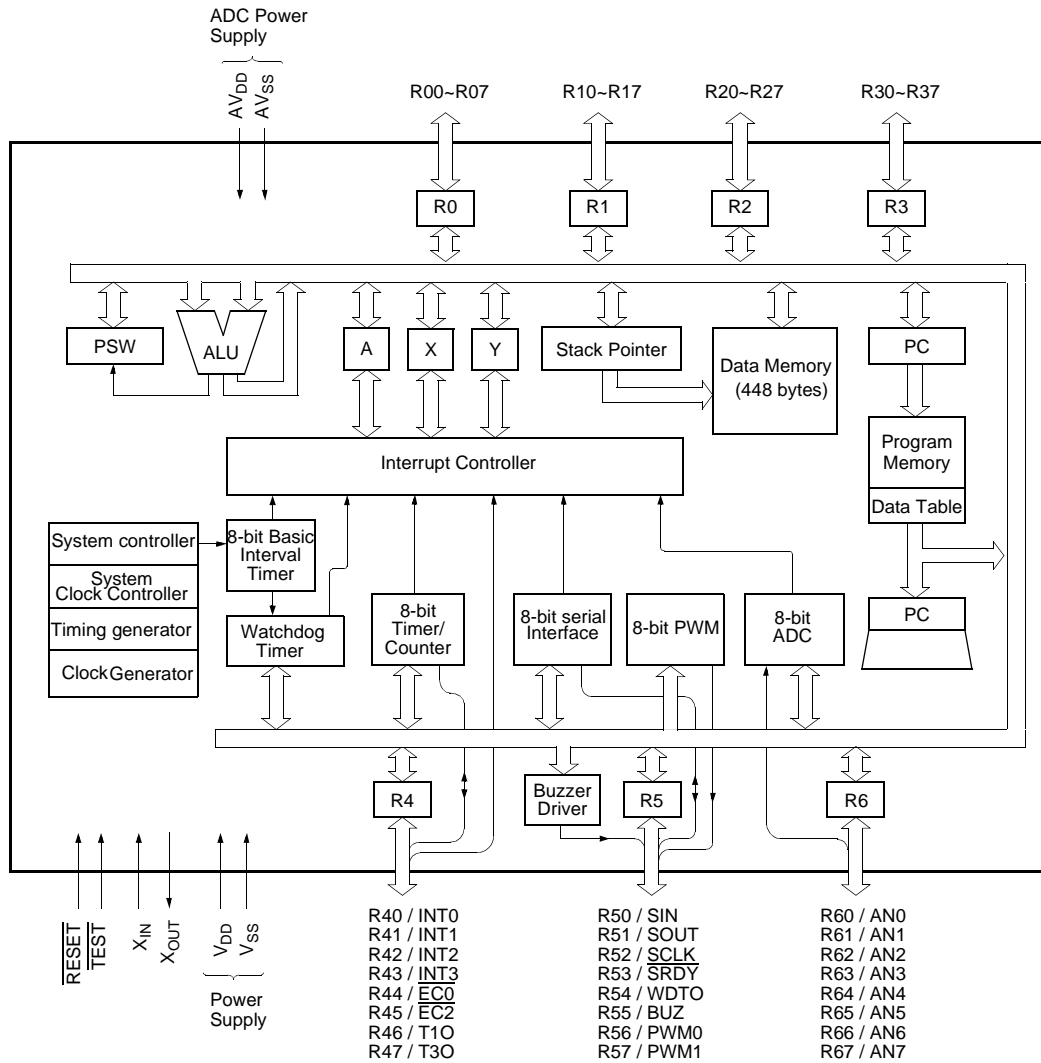 ADC Power
Supply
AVDD
AVSS
R00~R07
R10~R17
R20~R27
R30~R37
R0
R1
R2
R3
PSW
ALU
A
X
Y
Stack Pointer
Data Memory
(448 bytes)
PC
Interrupt Controller
Program
Memory
Data Table
System controller
System
Clock Controller
Timing generator
Clock Generator
8-bit Basic
Interval
Timer
Watchdog
Timer
8-bit
Timer/
Counter
8-bit serial
Interface
8-bit PWM
8-bit
ADC
PC
R4
Buzzer
Driver
R5
R6
RESET
TEST
XIN
XOUT
VDD
VSS
Power
Supply
R40 / INT0
R41 / INT1
R42 / INT2
R43 / INT3
R44 / EC0
R45 / EC2
R46 / T1O
R47 / T3O
R50 / SIN
R51 / SOUT
R52 / SCLK
R53 / SRDY
R54 / WDTO
R55 / BUZ
R56 / PWM0
R57 / PWM1
R60 / AN0
R61 / AN1
R62 / AN2
R63 / AN3
R64 / AN4
R65 / AN5
R66 / AN6
R67 / AN7